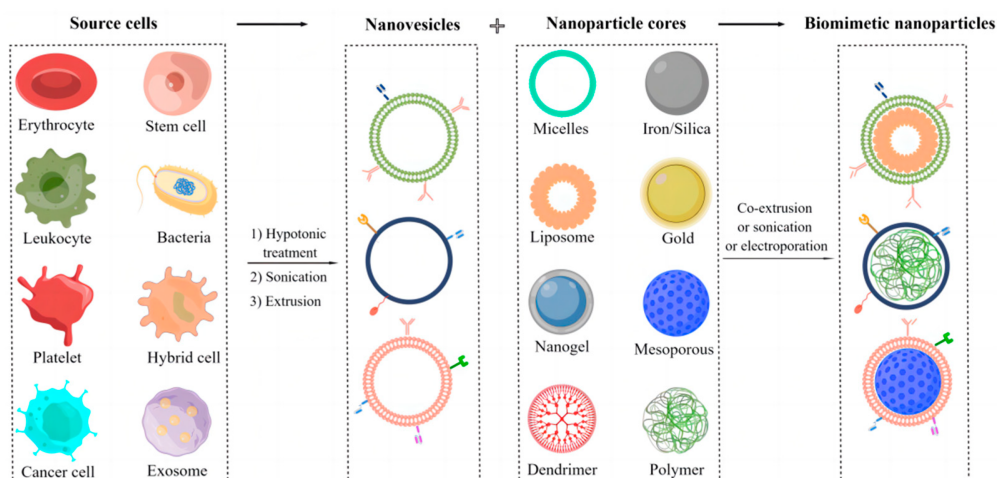 Source cells
Nanovesicles
Nanoparticle cores
Biomimetic nanoparticles
Erythrocyte
Stem cell
Leukocyte
Bacteria
Platelet
Hybrid cell
Cancer cell
Exosome
1) Hypotonic
treatment
2) Sonication
3) Extrusion
Micelles
Iron/Silica
Liposome
Gold
Nanogel
Mesoporous
Dendrimer
Polymer
Co-extrusion
or sonication
or electroporation